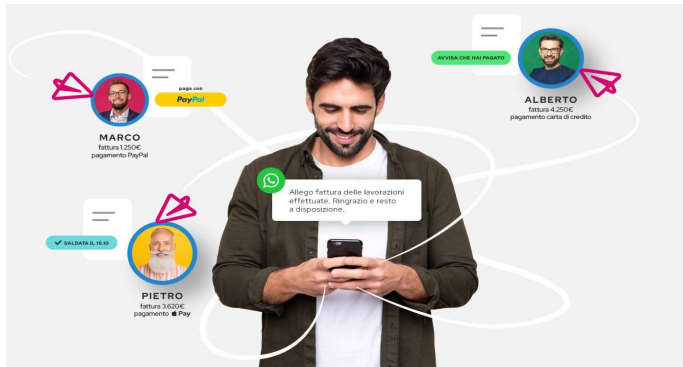 AVVISA CHE HAI PAGATO
ALBERTO
fattura 4.250€
pagamento carta di credito
paga con
PayPal
MARCO
fattura 1.250€
pagamento PayPal
Allego fattura delle lavorazioni
effettuate. Ringrazio e resto
a disposizione.
SALDATA IL 15.10
PIETRO
fattura 3.620€
pagamento Pay